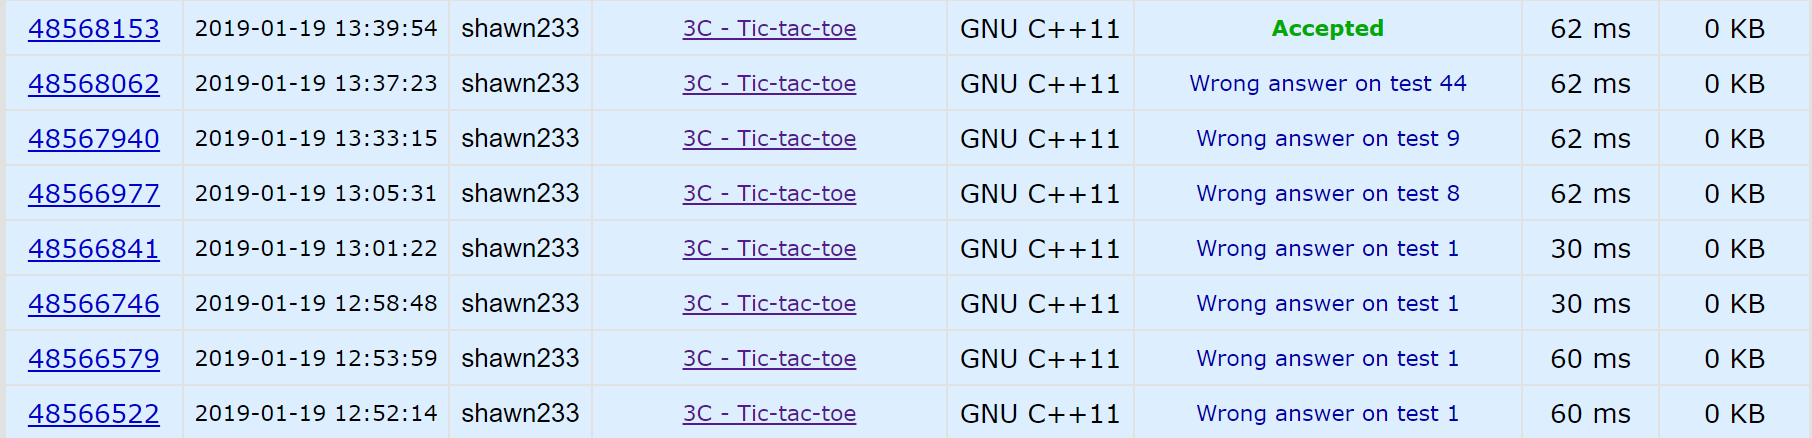 48568153 2019-01-19 13:39:54 shawn233 3C - Tic-tac-toe GNU C++11 Accepted 62 ms 0 KB
48568062 2019-01-19 13:37:23 shawn233 3C - Tic-tac-toe GNU C++11 Wrong answer on test 44 62 ms 0 KB
48567940 2019-01-19 13:33:15 shawn233 3C - Tic-tac-toe GNU C++11 Wrong answer on test 9 62 ms 0 KB
48566977 2019-01-19 13:05:31 shawn233 3C - Tic-tac-toe GNU C++11 Wrong answer on test 8 62 ms 0 KB
48566841 2019-01-19 13:01:22 shawn233 3C - Tic-tac-toe GNU C++11 Wrong answer on test 1 30 ms 0 KB
48566746 2019-01-19 12:58:48 shawn233 3C - Tic-tac-toe GNU C++11 Wrong answer on test 1 30 ms 0 KB
48566579 2019-01-19 12:53:59 shawn233 3C - Tic-tac-toe GNU C++11 Wrong answer on test 1 60 ms 0 KB
48566522 2019-01-19 12:52:14 shawn233 3C - Tic-tac-toe GNU C++11 Wrong answer on test 1 60 ms 0 KB